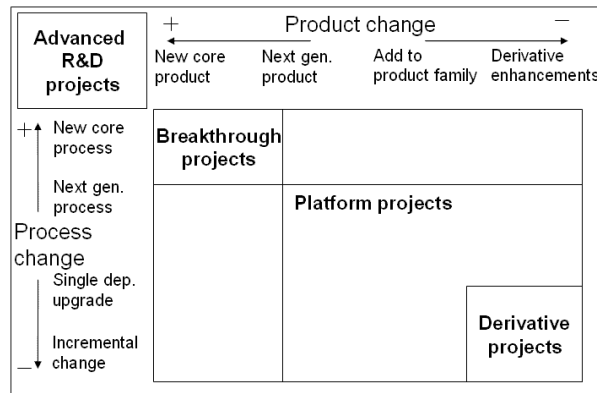 Advanced
R&D
projects
+ Product change −
New core
product
Next gen.
product
Add to
product family
Derivative
enhancements
+ New core
process
Next gen.
process
Process
change
Single dep.
upgrade
Incremental
− change
Breakthrough
projects
Platform projects
Derivative
projects